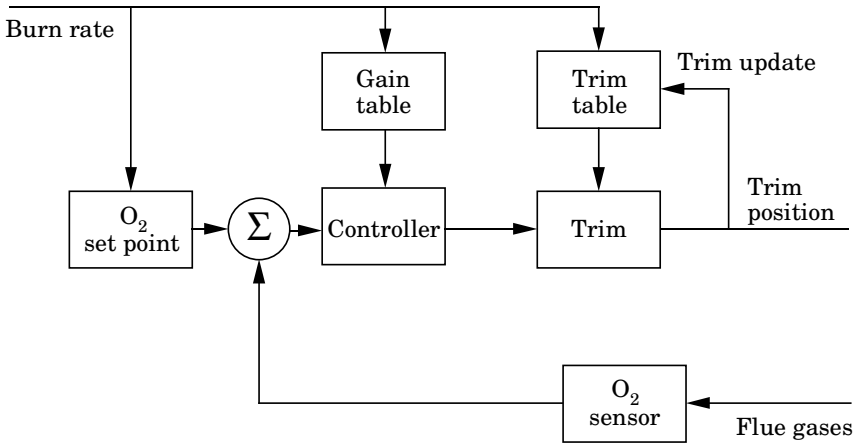 Burn rate
Gain
table
Trim
table
Trim update
O₂
set point
Σ
Controller
Trim
Trim
position
O₂
sensor
Flue gases